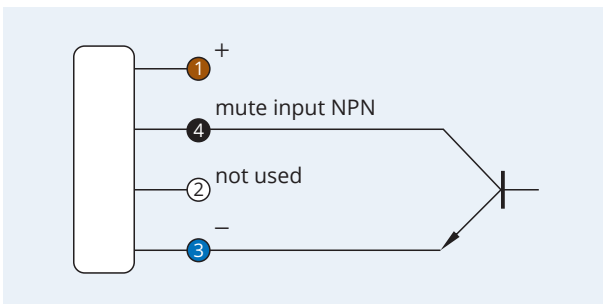 1 +
4 mute input NPN
2 not used
3 –